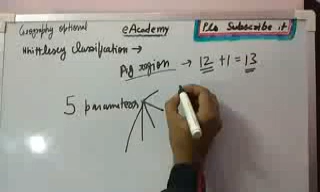 Geography optional
eAcademy
Pls Subscribe it
Whittlesey Classification →
Ag region → 12 + 1 = 13
5 parameters